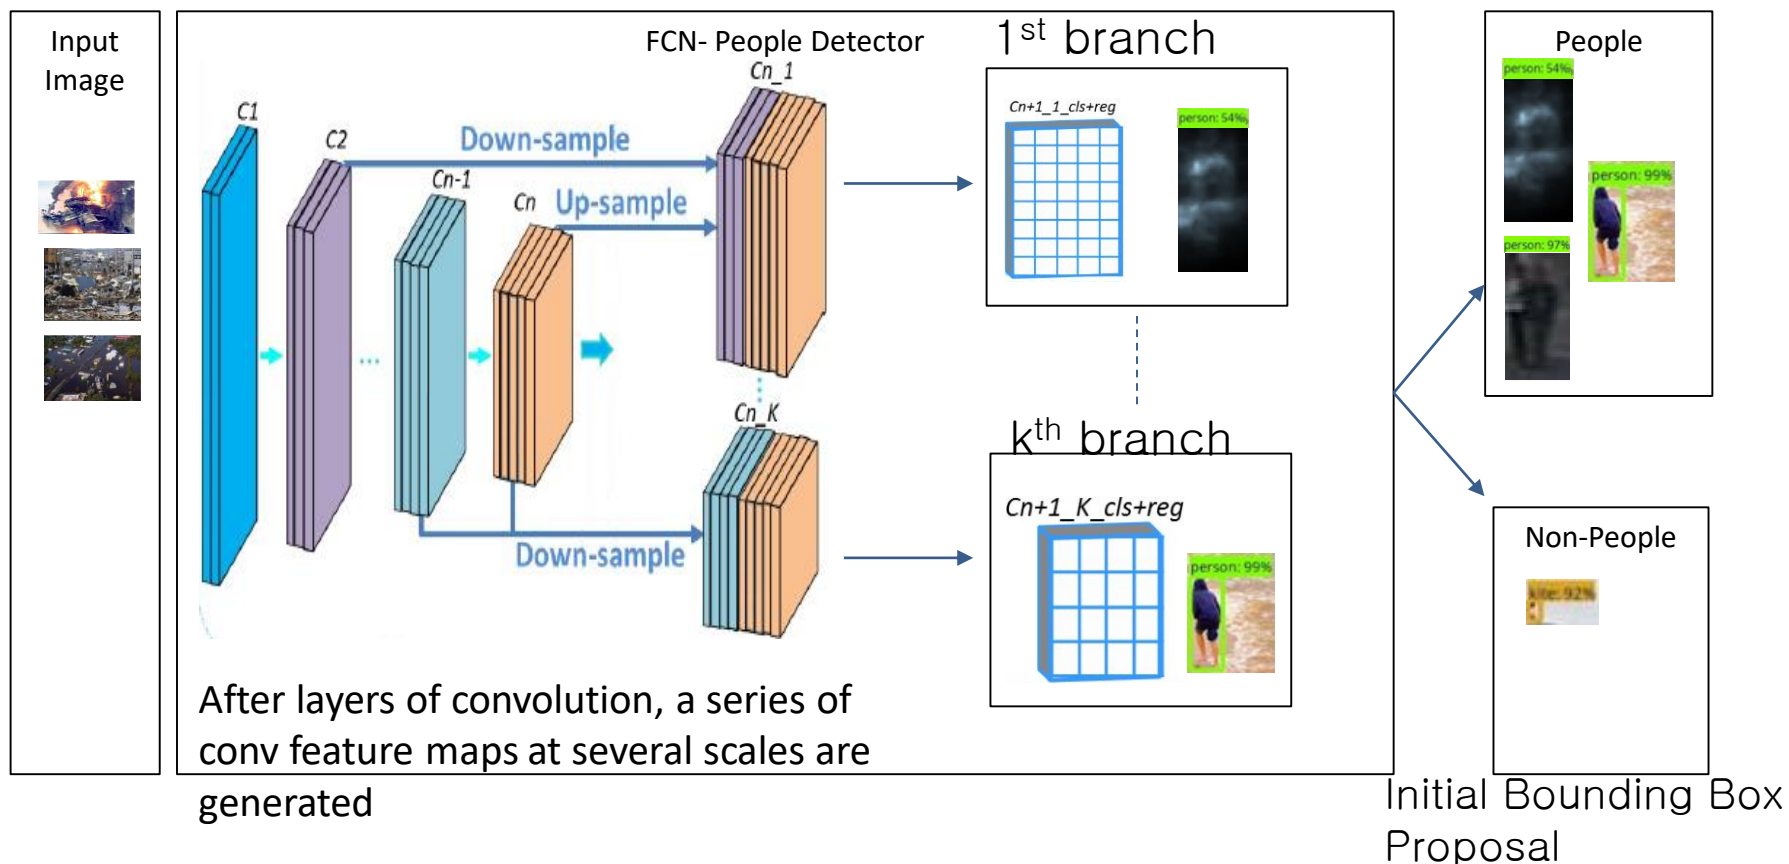 Input
Image
FCN- People Detector
C1
C2
Cn-1
Cn
Down-sample
Up-sample
...
Cn_1
Cn_K
Down-sample
After layers of convolution, a series of
conv feature maps at several scales are
generated
1st branch
Cn+1_1_cls+reg
person: 54%
kth branch
Cn+1_K_cls+reg
person: 99%
People
person: 54%
person: 99%
person: 97%
Non-People
kite: 92%
Initial Bounding Box
Proposal